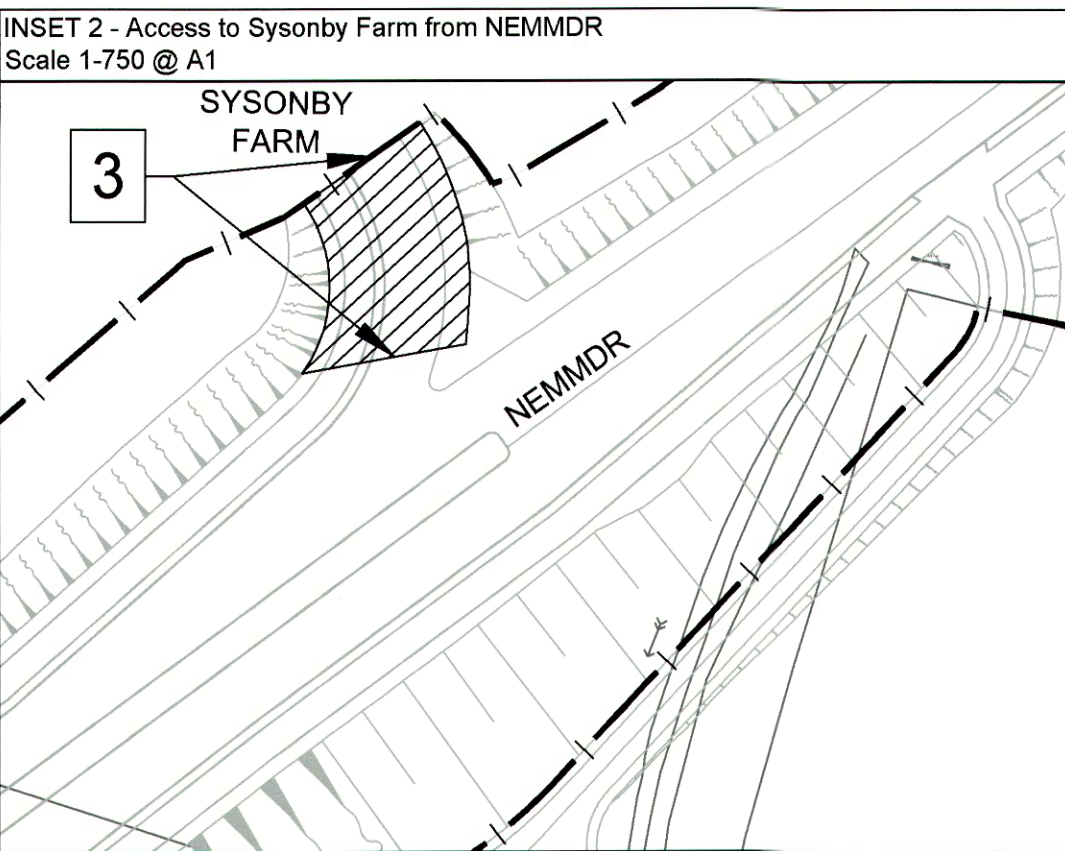 INSET 2 - Access to Sysonby Farm from NEMMDR
Scale 1-750 @ A1
SYSONBY
FARM
3
NEMMDR